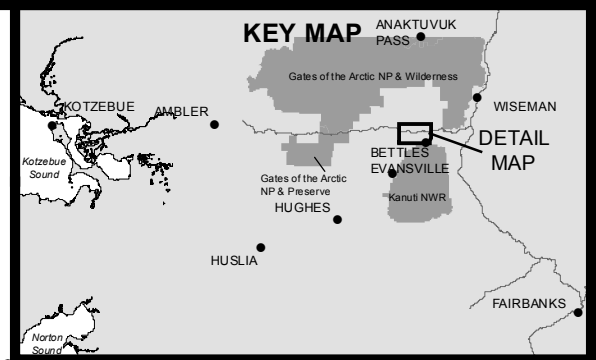 KEY MAP
ANAKTUVUK
PASS
Gates of the Arctic NP & Wilderness
KOTZEBUE
AMBLER
WISEMAN
Kotzebue
Sound
DETAIL
MAP
BETTLES
EVANSVILLE
Gates of the Arctic
NP & Preserve
Kanuti NWR
HUGHES
HUSLIA
FAIRBANKS
Norton
Sound